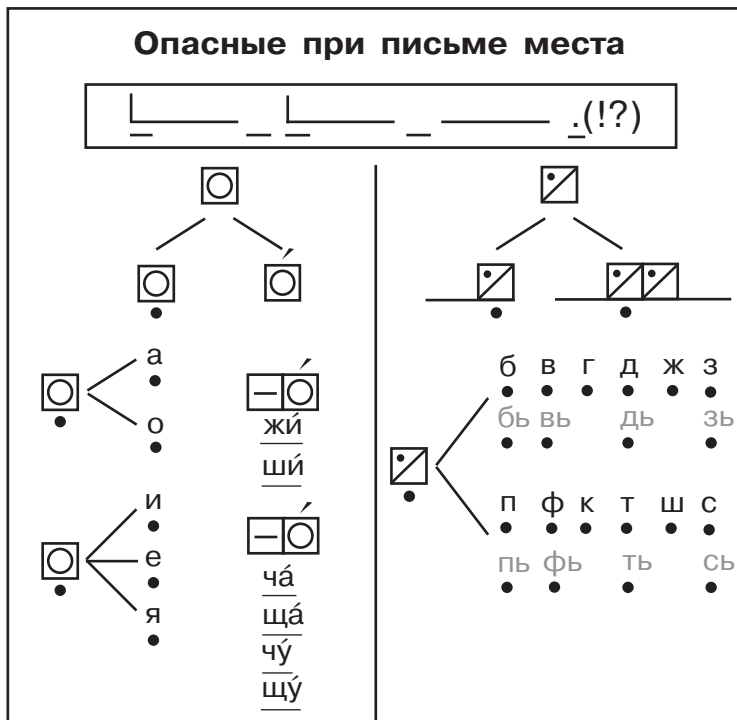 Опасные при письме места
.(!?)
а
о
жи́
ши́
и
е
я
ча́
ща́
чу́
щу́
б в г д ж з
бь вь дь зь
п ф к т ш с
пь фь ть сь